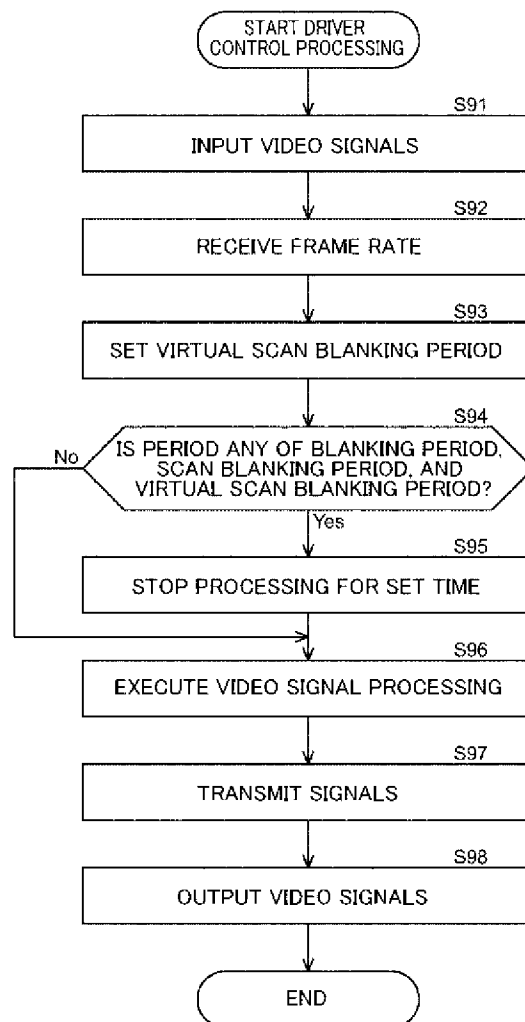 START DRIVER
CONTROL PROCESSING
S91
INPUT VIDEO SIGNALS
S92
RECEIVE FRAME RATE
S93
SET VIRTUAL SCAN BLANKING PERIOD
S94
No
IS PERIOD ANY OF BLANKING PERIOD,
SCAN BLANKING PERIOD, AND
VIRTUAL SCAN BLANKING PERIOD?
Yes
S95
STOP PROCESSING FOR SET TIME
S96
EXECUTE VIDEO SIGNAL PROCESSING
S97
TRANSMIT SIGNALS
S98
OUTPUT VIDEO SIGNALS
END